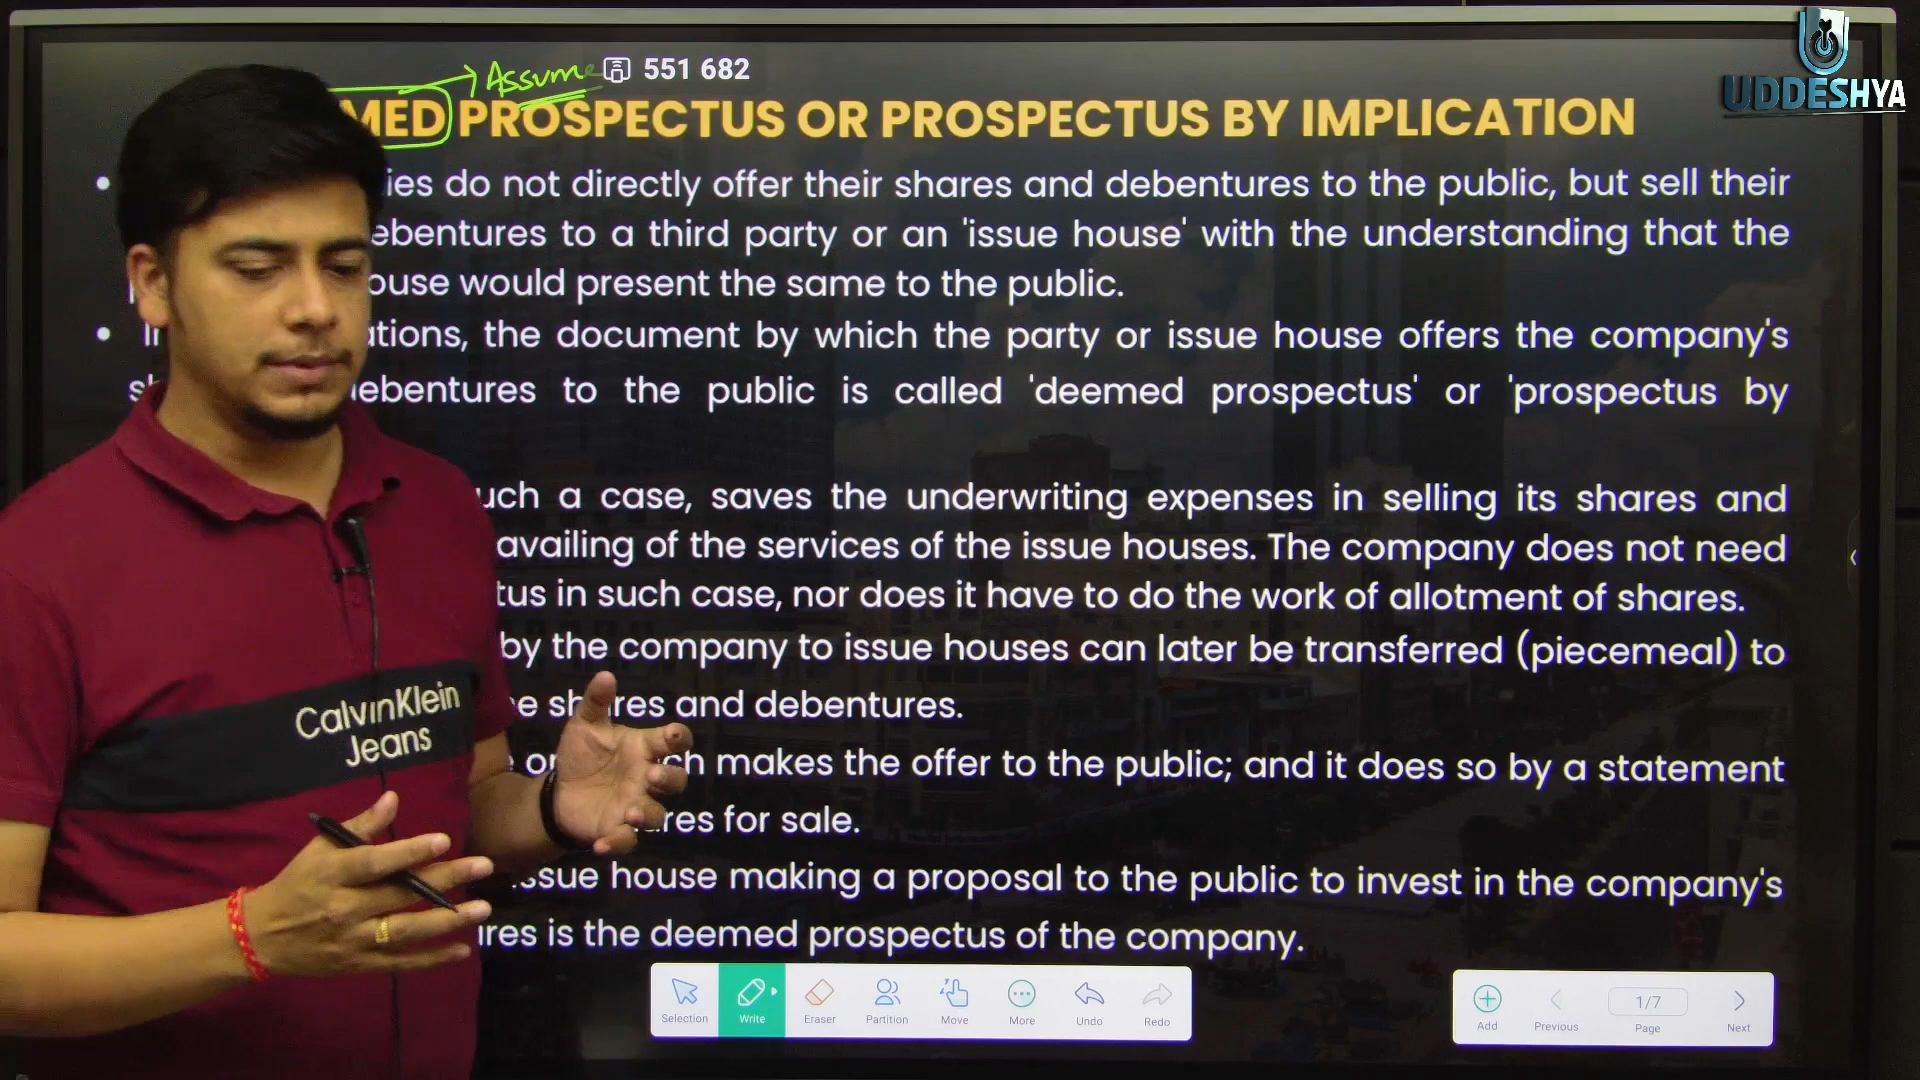 UDDESHYA
Assume 551 682
MED PROSPECTUS OR PROSPECTUS BY IMPLICATION
ies do not directly offer their shares and debentures to the public, but sell their
ebentures to a third party or an 'issue house' with the understanding that the
ouse would present the same to the public.
ations, the document by which the party or issue house offers the company's
ebentures to the public is called 'deemed prospectus' or 'prospectus by
uch a case, saves the underwriting expenses in selling its shares and
availing of the services of the issue houses. The company does not need
tus in such case, nor does it have to do the work of allotment of shares.
by the company to issue houses can later be transferred (piecemeal) to
e shares and debentures.
ch makes the offer to the public; and it does so by a statement
res for sale.
issue house making a proposal to the public to invest in the company's
res is the deemed prospectus of the company.
CalvinKlein
Jeans
Selection Write Eraser Partition Move More Undo Redo
Add Previous 1/7 Page Next